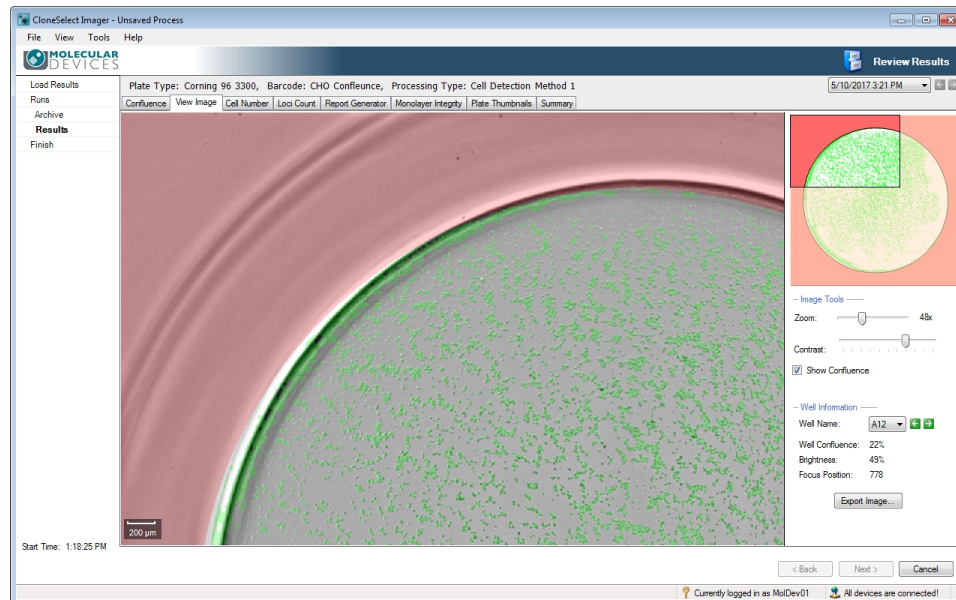 CloneSelect Imager - Unsaved Process
File View Tools Help
MOLECULAR
DEVICES
Review Results
Load Results
Runs
Archive
Results
Finish
Plate Type: Corning 96 3300, Barcode: CHO Confleunce, Processing Type: Cell Detection Method 1
5/10/2017 3:21 PM
Confluence View Image Cell Number Loci Count Report Generator Monolayer Integrity Plate Thumbnails Summary
200 µm
Image Tools
Zoom: 48x
Contrast:
Show Confluence
Well Information
Well Name: A12
Well Confluence: 22%
Brightness: 49%
Focus Position: 778
Export Image...
Start Time: 1:18:25 PM
< Back Next > Cancel
Currently logged in as MolDev01 All devices are connected!